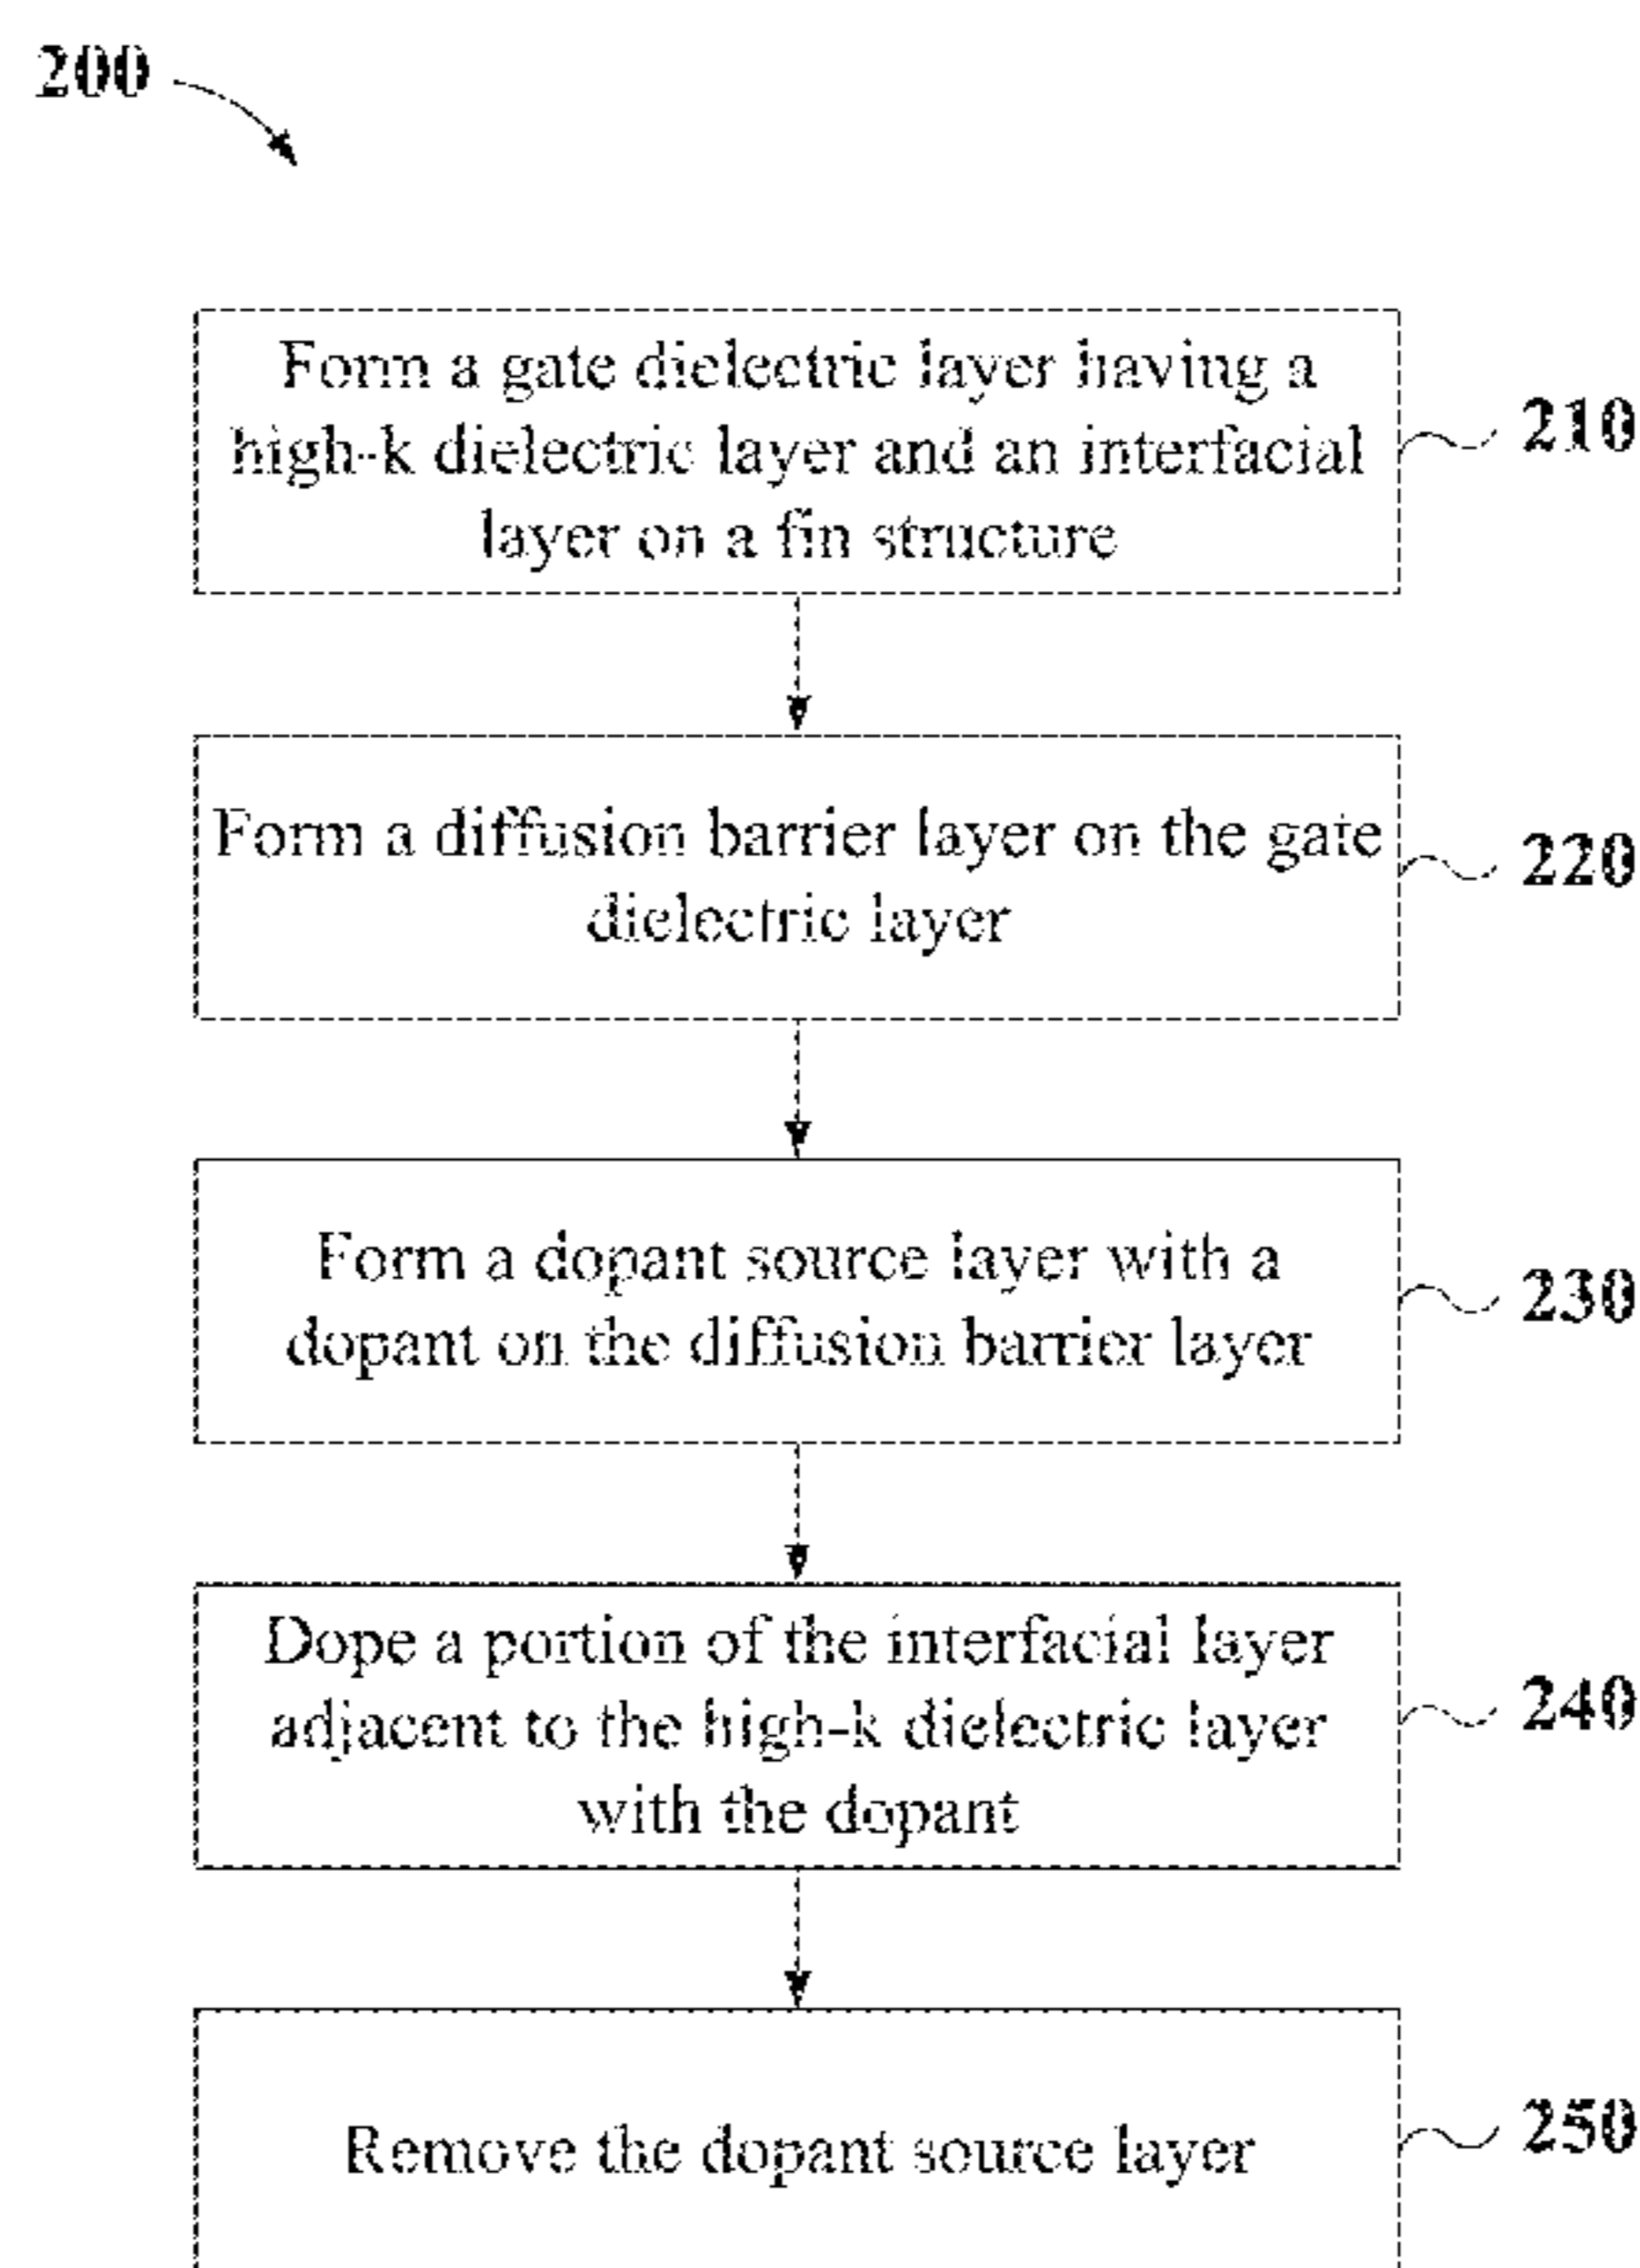 200
Form a gate dielectric layer having a
high-k dielectric layer and an interfacial
layer on a fin structure
210
Form a diffusion barrier layer on the gate
dielectric layer
220
Form a dopant source layer with a
dopant on the diffusion barrier layer
230
Dope a portion of the interfacial layer
adjacent to the high-k dielectric layer
with the dopant
240
Remove the dopant source layer
250